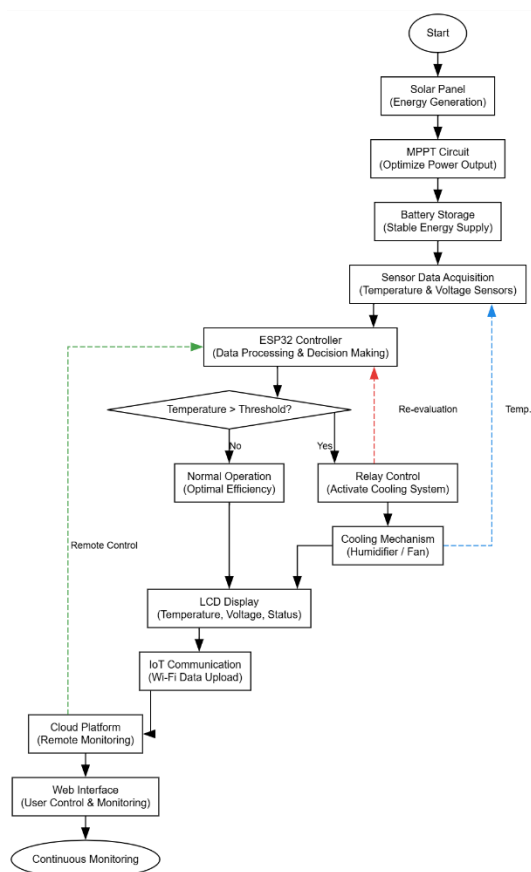 Start
Solar Panel
(Energy Generation)
MPPT Circuit
(Optimize Power Output)
Battery Storage
(Stable Energy Supply)
Sensor Data Acquisition
(Temperature & Voltage Sensors)
ESP32 Controller
(Data Processing & Decision Making)
Temperature > Threshold?
Re-evaluation
Temp.
No
Yes
Normal Operation
(Optimal Efficiency)
Relay Control
(Activate Cooling System)
Remote Control
Cooling Mechanism
(Humidifier / Fan)
LCD Display
(Temperature, Voltage, Status)
IoT Communication
(Wi-Fi Data Upload)
Cloud Platform
(Remote Monitoring)
Web Interface
(User Control & Monitoring)
Continuous Monitoring